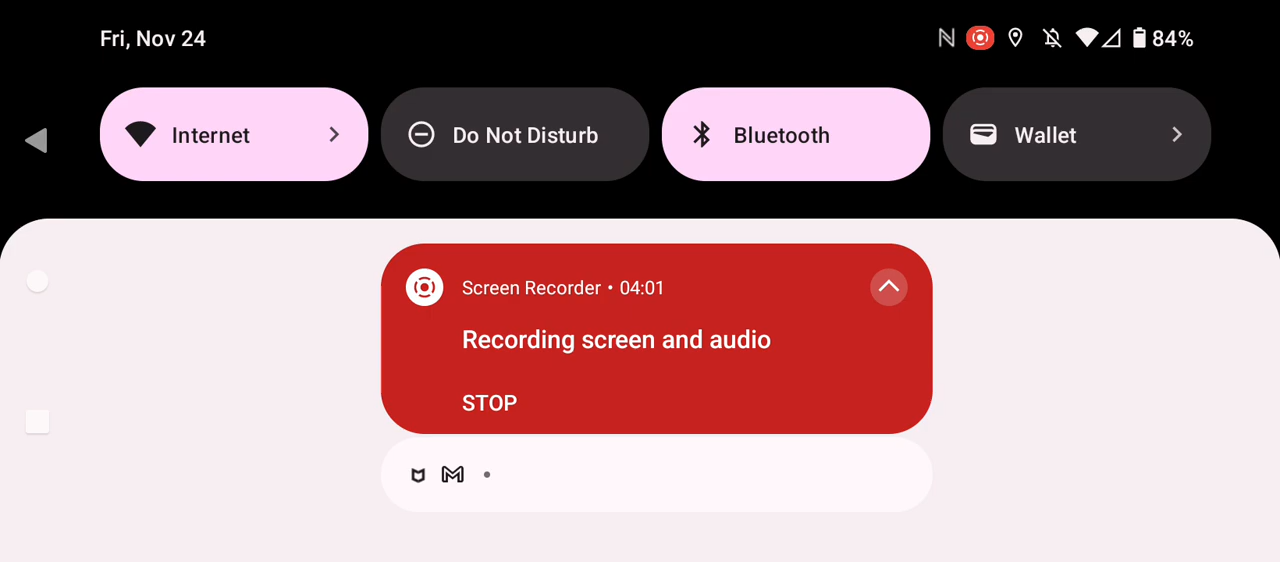 Fri, Nov 24
84%
Internet
Do Not Disturb
Bluetooth
Wallet
Screen Recorder • 04:01
Recording screen and audio
STOP